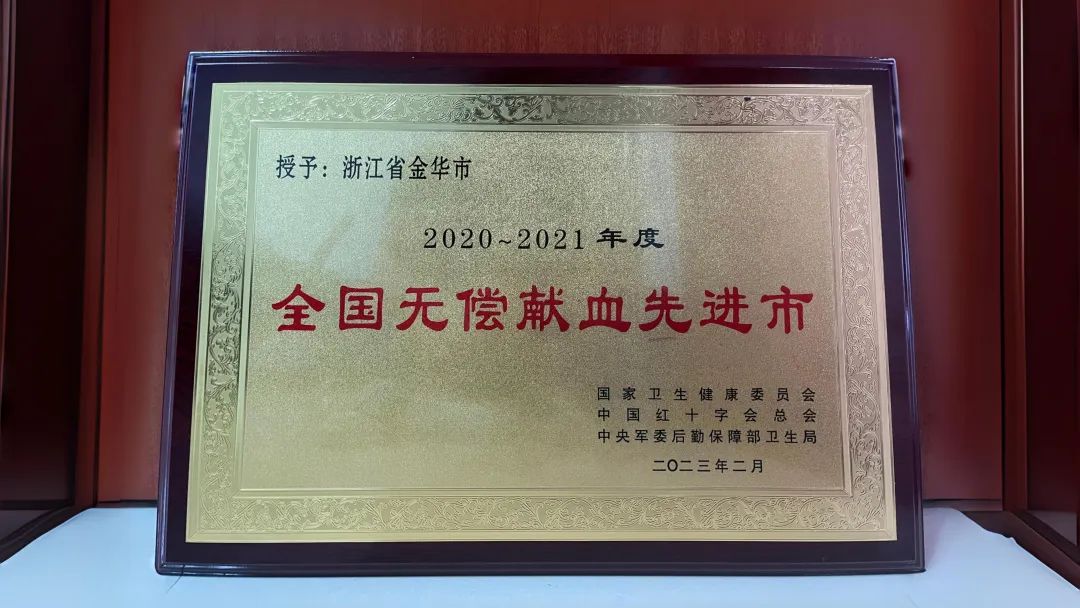 授予：浙江省金华市
2020~2021年度
全国无偿献血先进市
国家卫生健康委员会
中国红十字会总会
中央军委后勤保障部卫生局
二〇二三年二月